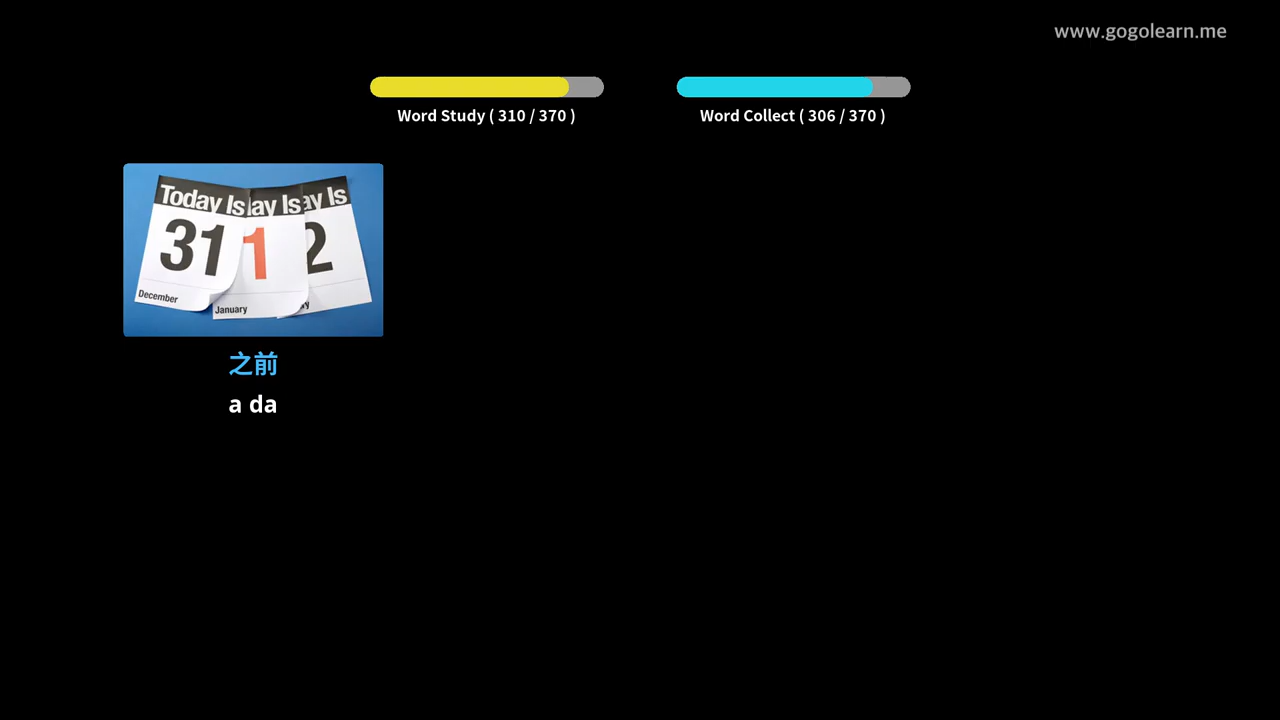 www.gogolearn.me
Word Study ( 310 / 370 )
Word Collect ( 306 / 370 )
Today Is
31
December
ay Is
1
January
ay Is
2
ry
之前
a da